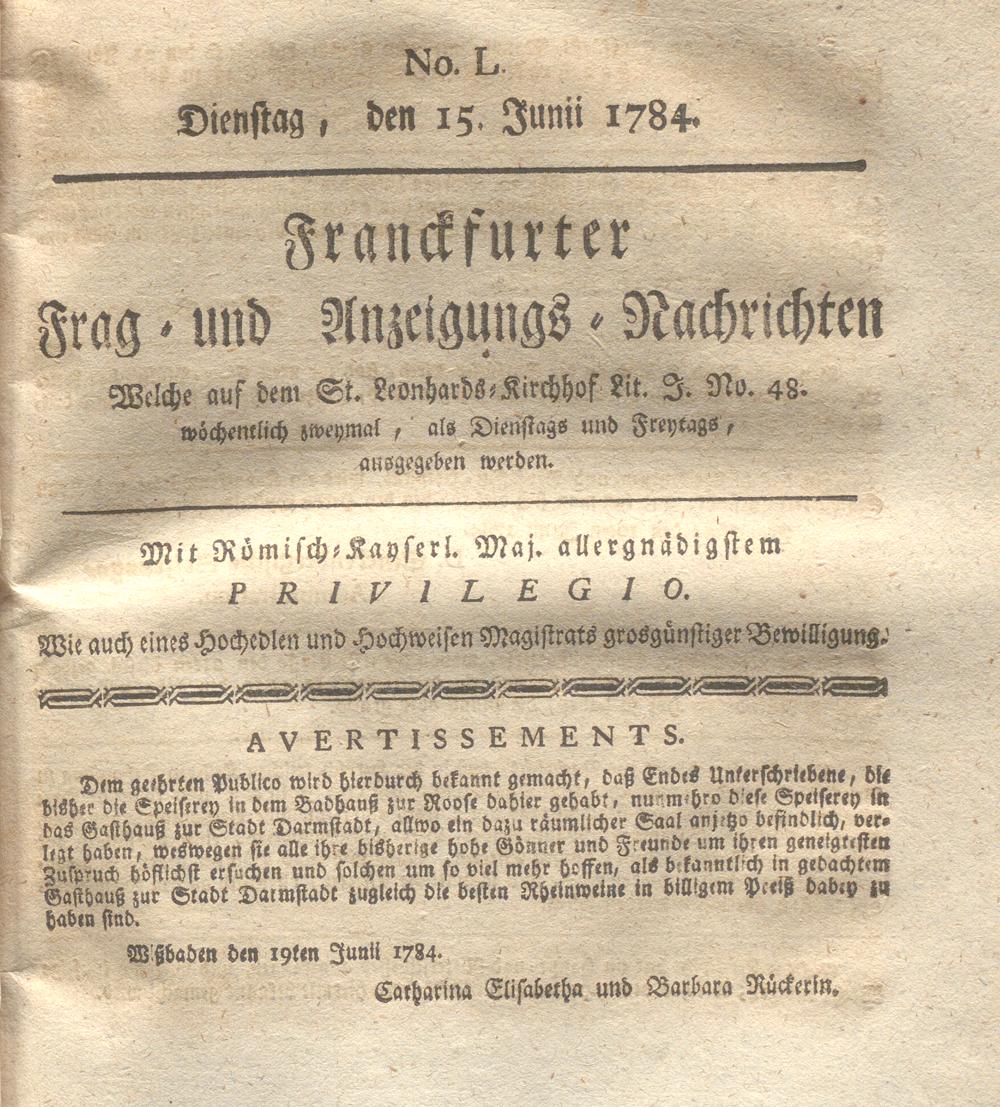 No. L.
Dienstag, den 15. Junii 1784.
Franckfurter
Frag- und Anzeigungs-Nachrichten
Welche auf dem St. Leonhards-Kirchhof Lit. J. No. 48.
wöchentlich zweymal, als Dienstags und Freytags,
ausgegeben werden.
Mit Römisch-Kayserl. Maj. allergnädigstem
PRIVILEGIO.
Wie auch eines Hochedlen und Hochweisen Magistrats grosgünstiger Bewilligung.
AVERTISSEMENTS.
Dem geehrten Publico wird hierdurch bekannt gemacht, daß Endes Unterschriebene, die
bisher die Speiserey in dem Badhauß zur Roose dahier gehabt, nunmehro diese Speiserey in
das Gasthauß zur Stadt Darmstadt, allwo ein dazu räumlicher Saal anjetzo befindlich, ver-
legt haben, weswegen sie alle ihre bisherige hohe Gönner und Freunde um ihren geneigtesten
Zuspruch höflichst ersuchen und solchen um so viel mehr hoffen, als bekanntlich in gedachtem
Gasthauß zur Stadt Darmstadt zugleich die besten Rheinweine in billigem Preiß dabey zu
haben sind.
Wißbaden den 19ten Junii 1784.
Catharina Elisabetha und Barbara Rückerin.